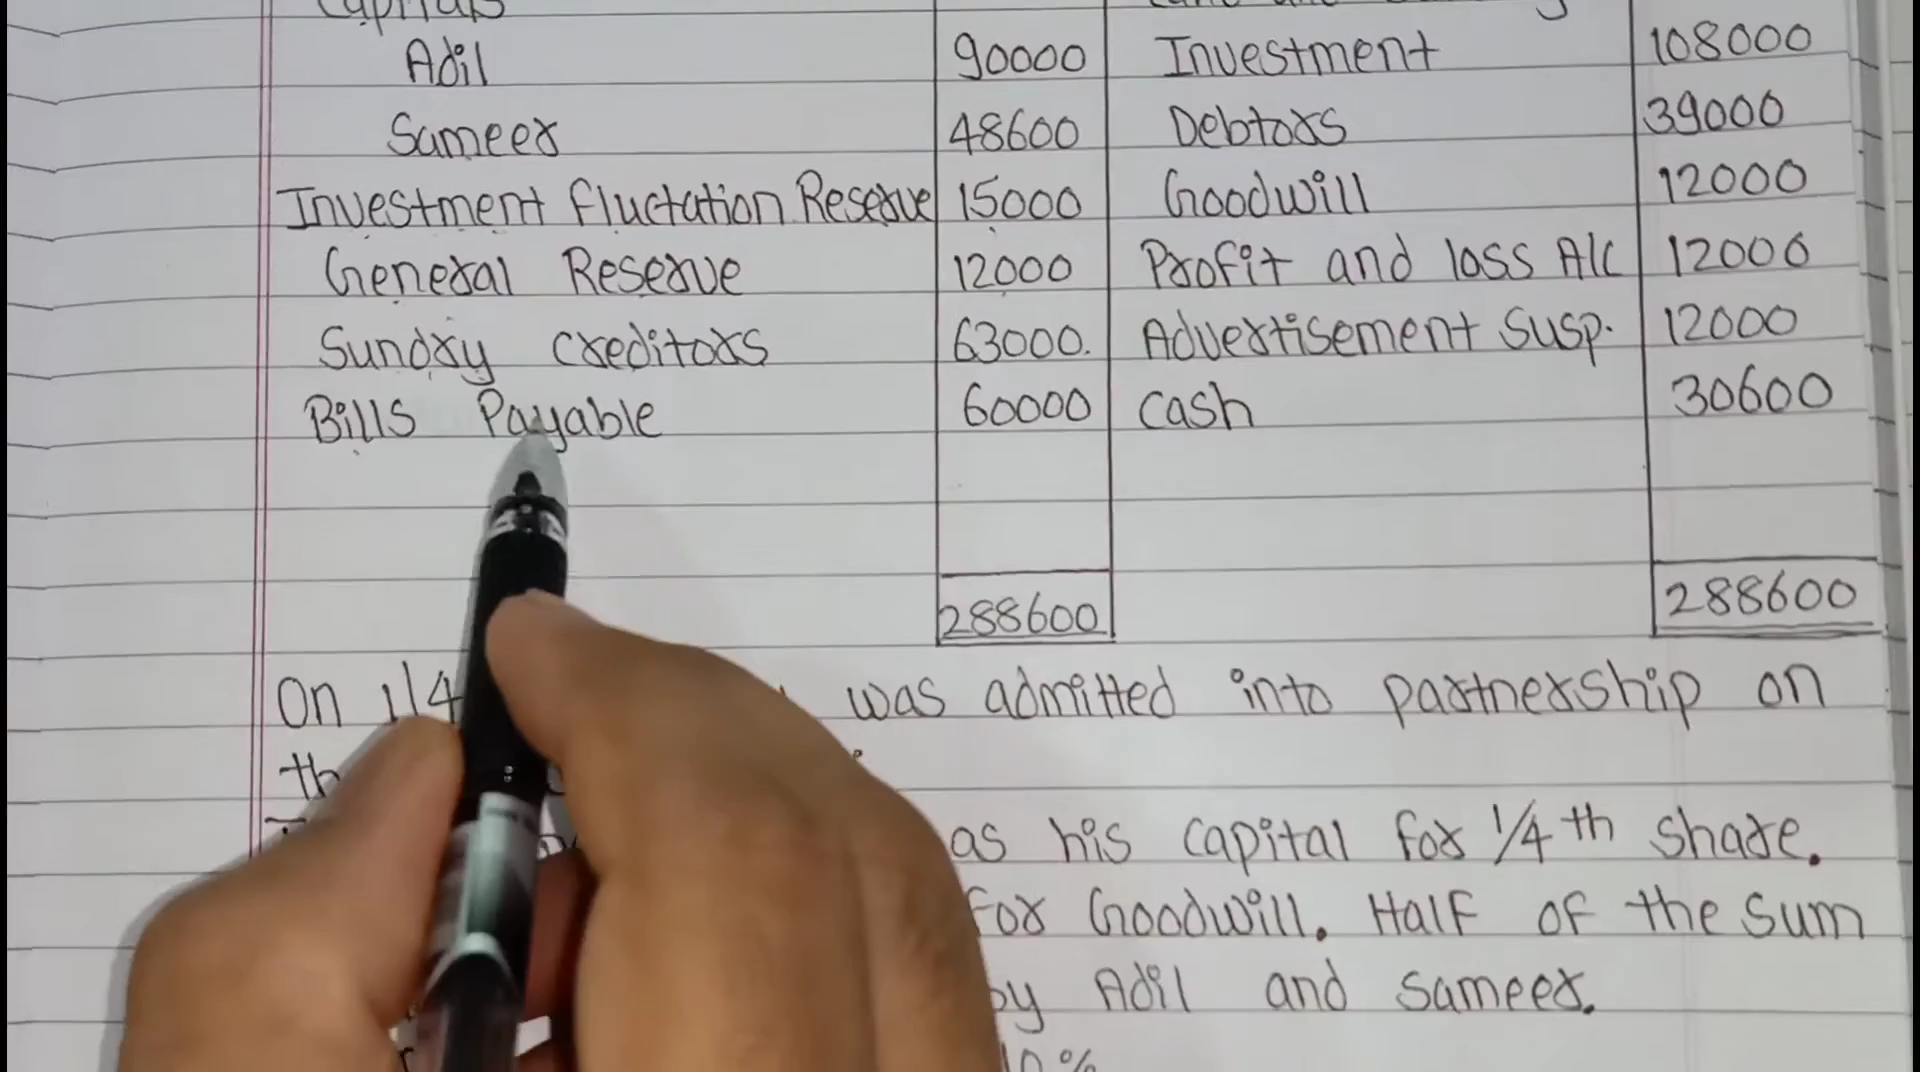 Capitals
Adil 90000 Investment 108000
Sameer 48600 Debtors 39000
Investment Fluctation Reserve 15000 Goodwill 12000
General Reserve 12000 Profit and loss A/C 12000
Sundry creditors 63000. Advertisement Susp. 12000
Bills Payable 60000 Cash 30600
288600 288600
On 1/4 was admitted into partnership on
th
as his capital for 1/4 th share.
For Goodwill. Half of the sum
by Adil and Sameer.
10%